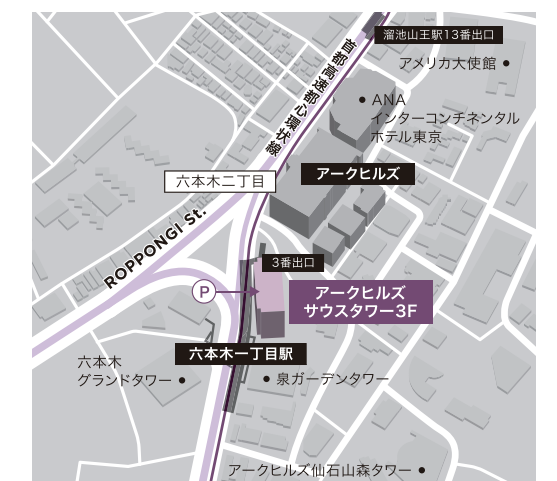 溜池山王駅13番出口
アメリカ大使館
首都高速都心環状線
ANA
インターコンチネンタル
ホテル東京
アークヒルズ
六本木二丁目
ROPPONGI St.
3番出口
P
アークヒルズ
サウスタワー3F
六本木一丁目駅
六本木
グランドタワー
泉ガーデンタワー
アークヒルズ仙石山森タワー